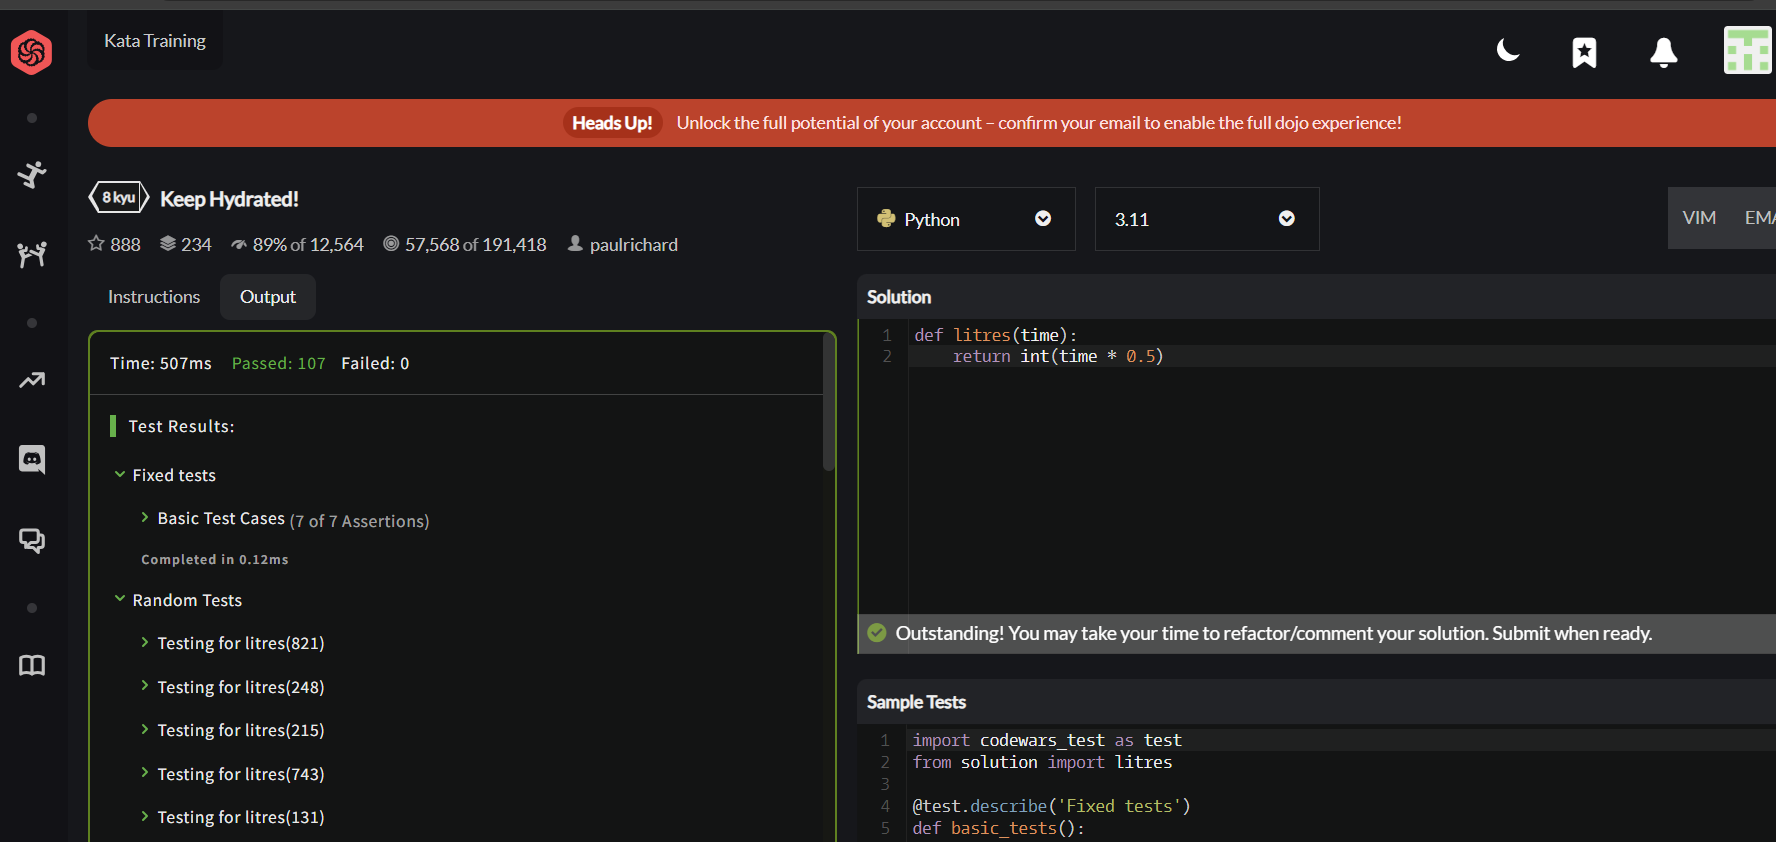 Kata Training
Heads Up! Unlock the full potential of your account – confirm your email to enable the full dojo experience!
8 kyu Keep Hydrated!
888 234 89% of 12,564 57,568 of 191,418 paulrichard
Instructions Output
Time: 507ms Passed: 107 Failed: 0
Test Results:
Fixed tests
Basic Test Cases (7 of 7 Assertions)
Completed in 0.12ms
Random Tests
Testing for litres(821)
Testing for litres(248)
Testing for litres(215)
Testing for litres(743)
Testing for litres(131)
Python 3.11 VIM EMA
Solution
1 def litres(time):
2 return int(time * 0.5)
Outstanding! You may take your time to refactor/comment your solution. Submit when ready.
Sample Tests
1 import codewars_test as test
2 from solution import litres
3
4 @test.describe('Fixed tests')
5 def basic_tests():